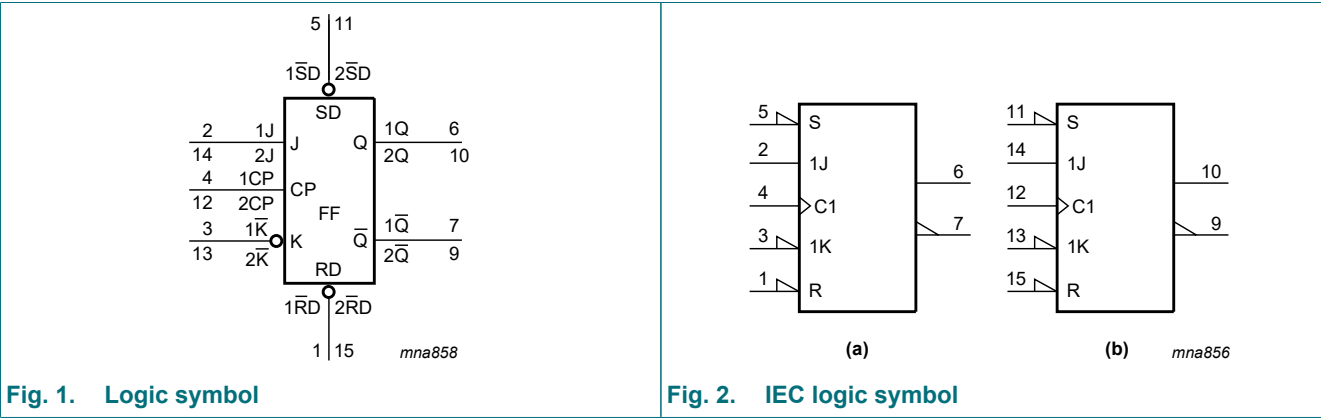 5 11
1S̅D 2S̅D
SD
2 1J J Q 1Q 6
14 2J 2Q 10
4 1CP CP
12 2CP
FF
3 1K̅ K Q̅ 1Q̅ 7
13 2K̅ 2Q̅ 9
RD
1R̅D 2R̅D
1 15
mna858
Fig. 1. Logic symbol
5 S
2 1J
6
4 C1
7
3 1K
1 R
(a)
11 S
14 1J
10
12 C1
9
13 1K
15 R
(b)
mna856
Fig. 2. IEC logic symbol